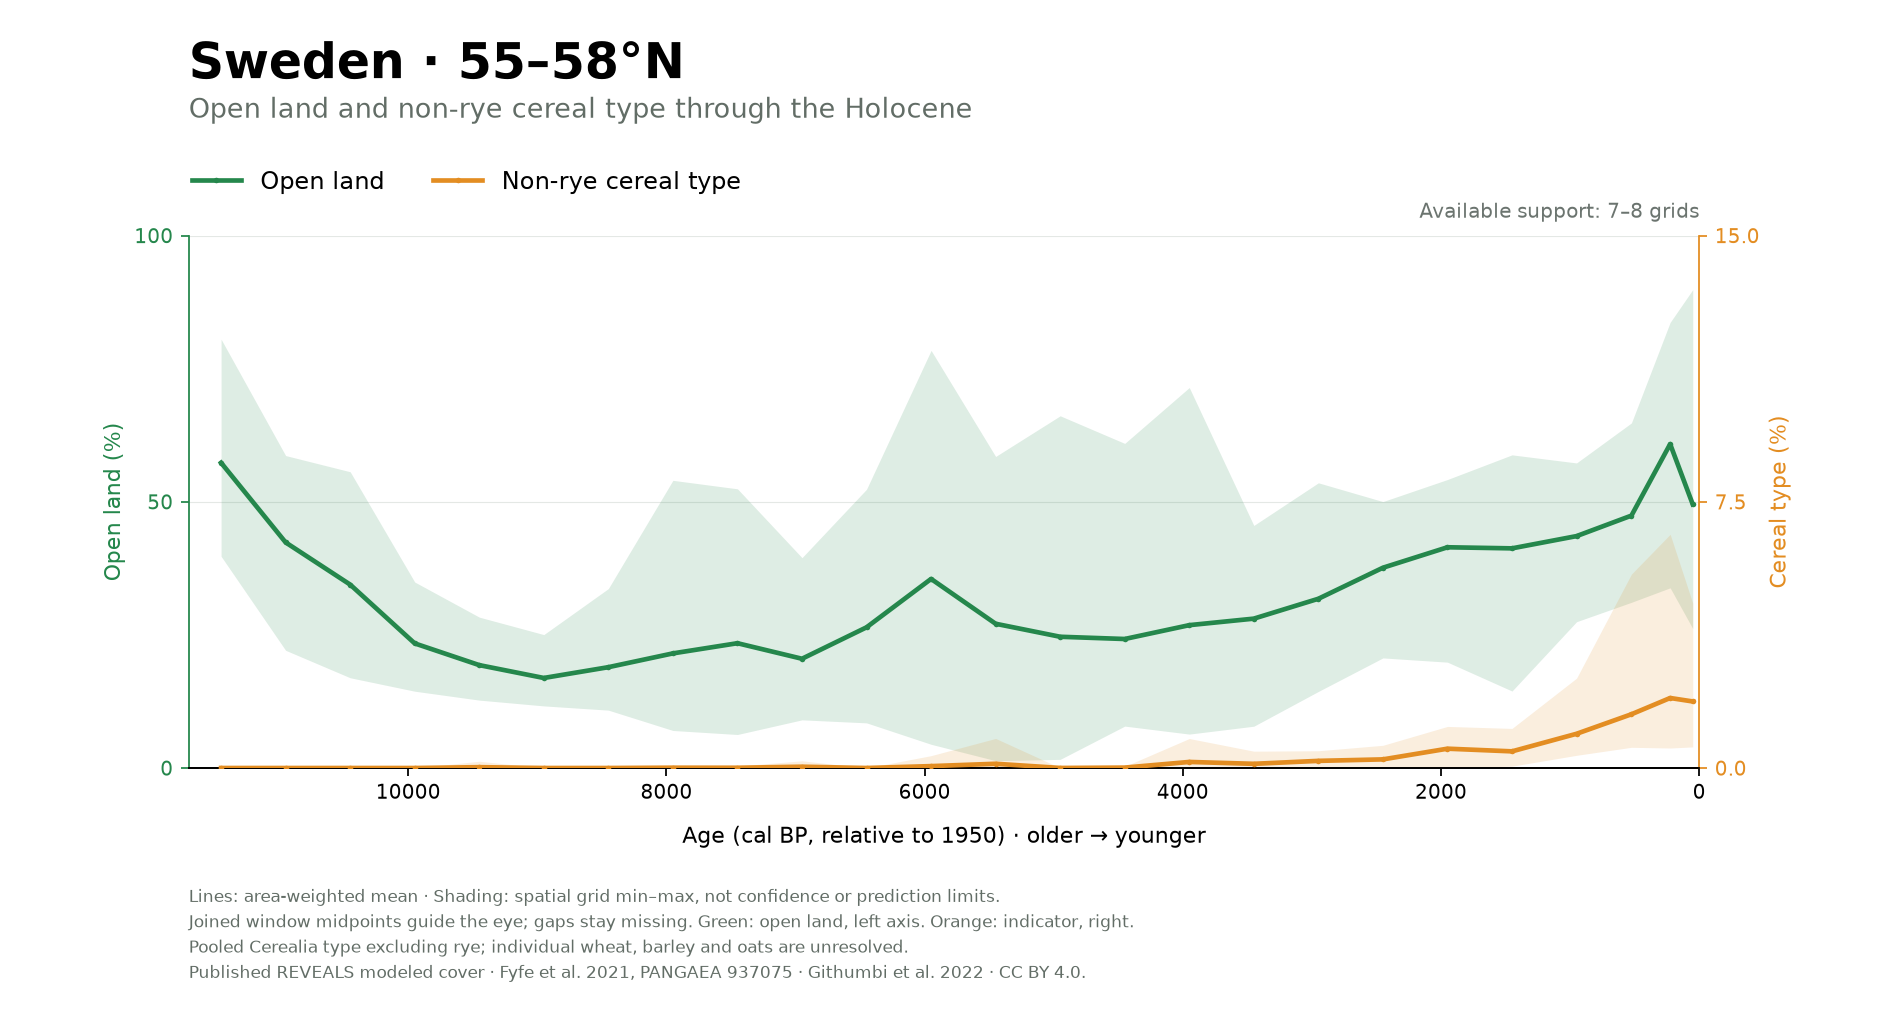 Sweden · 55–58°N
Open land and non-rye cereal type through the Holocene
Open land
Non-rye cereal type
Available support: 7–8 grids
100
50
0
Open land (%)
15.0
7.5
0.0
Cereal type (%)
10000
8000
6000
4000
2000
0
Age (cal BP, relative to 1950) · older → younger
Lines: area-weighted mean · Shading: spatial grid min–max, not confidence or prediction limits.
Joined window midpoints guide the eye; gaps stay missing. Green: open land, left axis. Orange: indicator, right.
Pooled Cerealia type excluding rye; individual wheat, barley and oats are unresolved.
Published REVEALS modeled cover · Fyfe et al. 2021, PANGAEA 937075 · Githumbi et al. 2022 · CC BY 4.0.